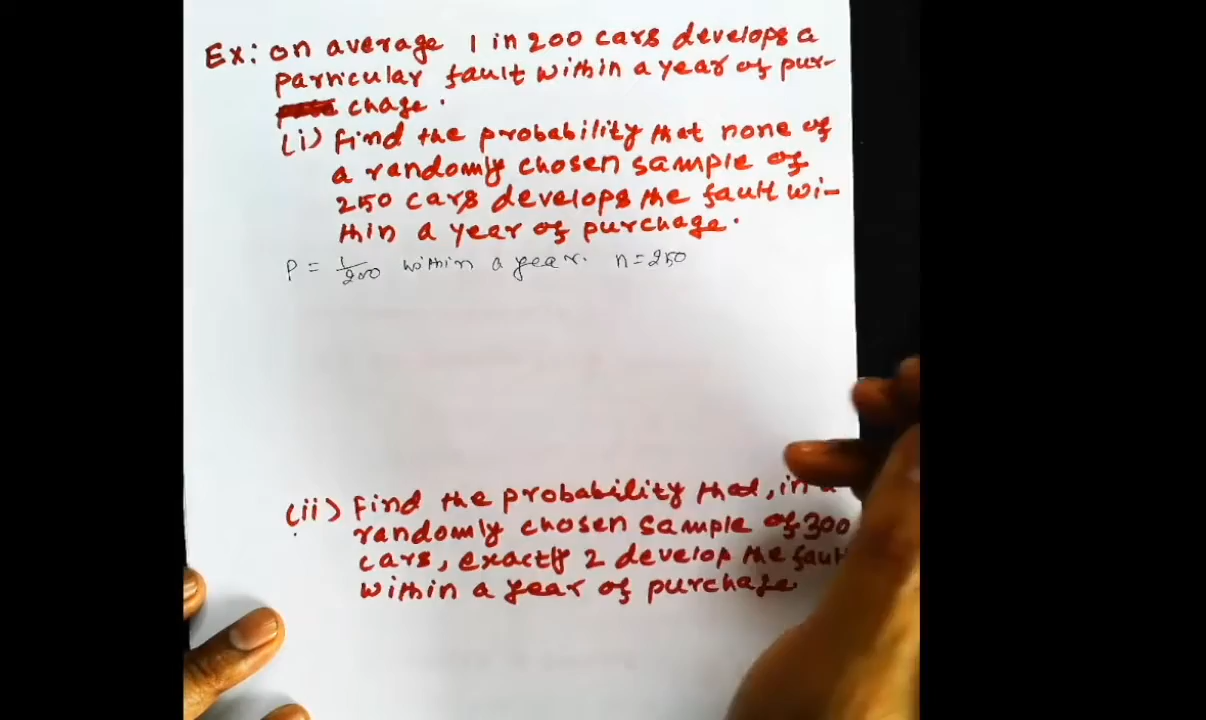 Ex: on average 1 in 200 cars develops a
particular fault within a year of pur-
chase.
(i) Find the probability that none of
a randomly chosen sample of
250 cars develops the fault wi-
thin a year of purchase.
P = 1/200 within a year. n=250
(ii) Find the probability that, in a
randomly chosen sample of 300
cars, exactly 2 develop the fault
within a year of purchase